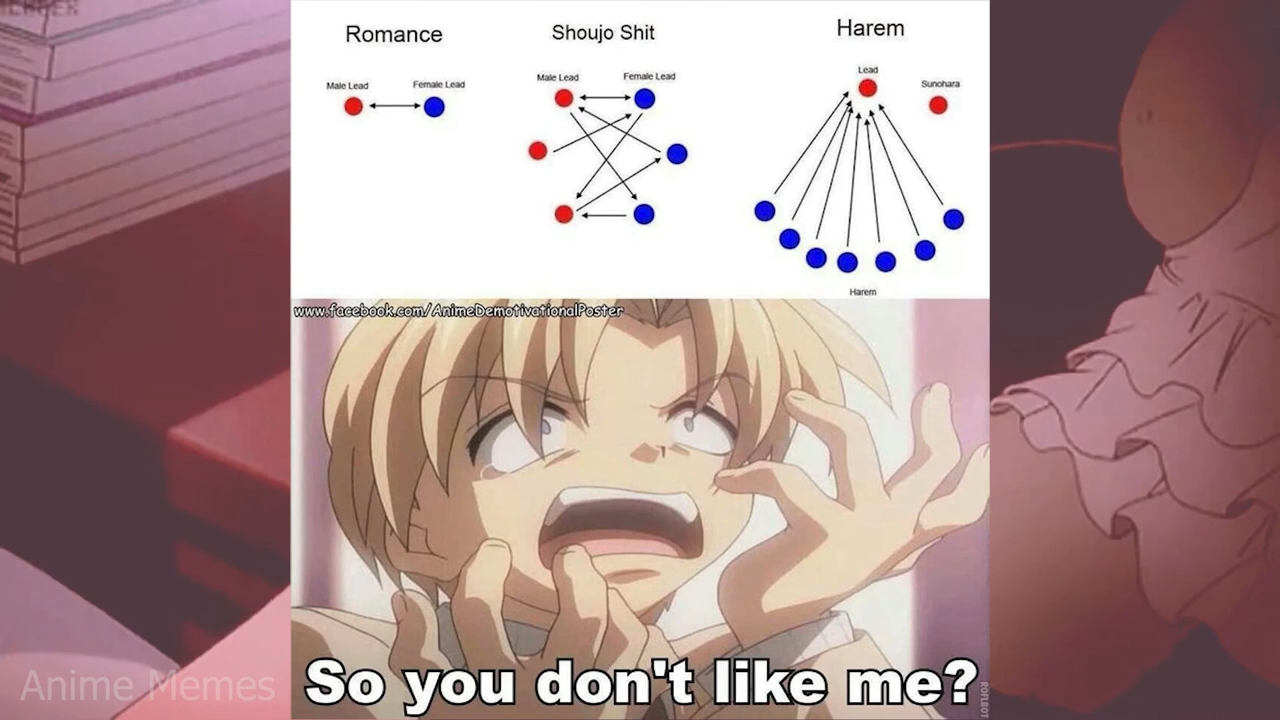 Romance
Shoujo Shit
Harem
Male Lead
Female Lead
Male Lead
Female Lead
Lead
Sunohara
Harem
www.facebook.com/AnimeDemotivationalPoster
So you don't like me?
ROFLBOT
Anime Memes